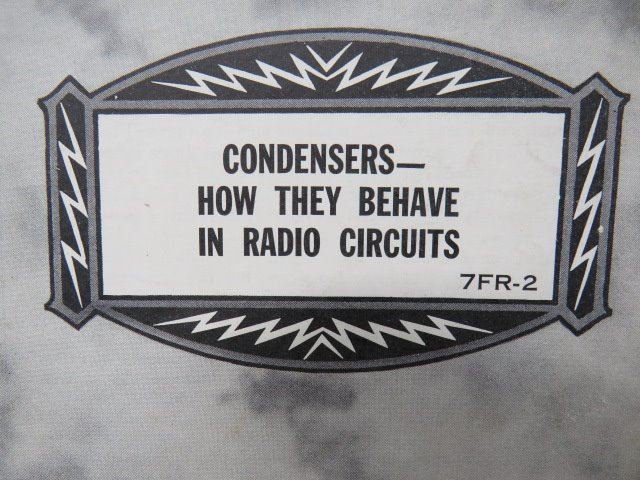 CONDENSERS—
HOW THEY BEHAVE
IN RADIO CIRCUITS
7FR-2